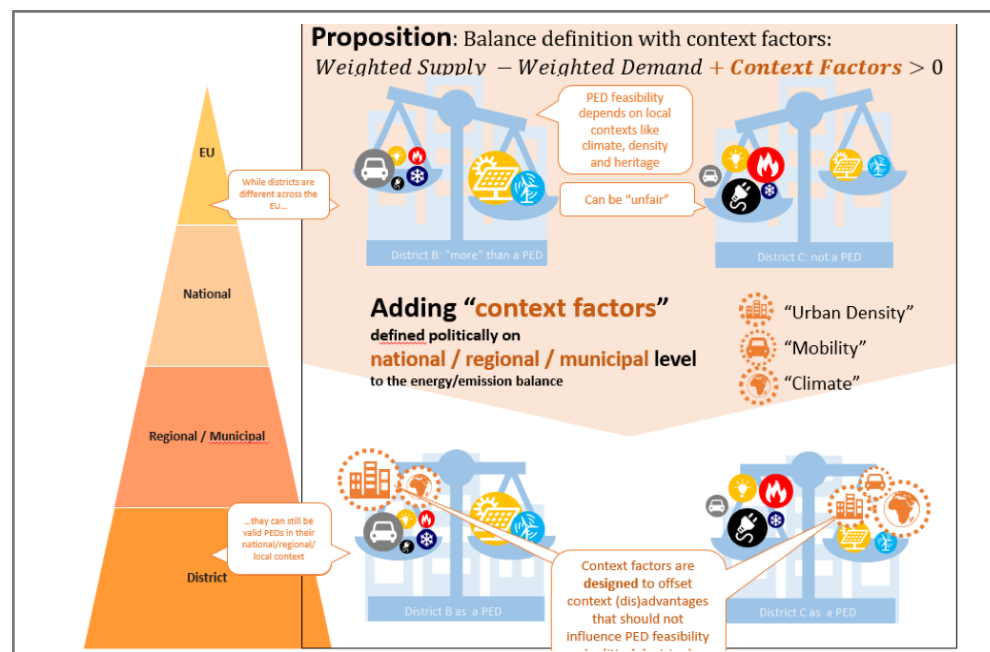 Proposition: Balance definition with context factors:
Weighted Supply − Weighted Demand + Context Factors > 0
EU
National
Regional / Municipal
District
While districts are
different across the
EU...
PED feasibility
depends on local
contexts like
climate, density
and heritage
Can be “unfair”
District B: “more” than a PED
District C: not a PED
Adding “context factors”
defined politically on
national / regional / municipal level
to the energy/emission balance
“Urban Density”
“Mobility”
“Climate”
...they can still be
valid PEDs in their
national/regional/
local context
District B as a PED
District C as a PED
Context factors are
designed to offset
context (dis)advantages
that should not
influence PED feasibility